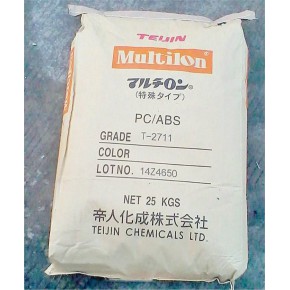 TEIJIN
Multilon
マルチロン®
(特殊タイプ)
PC/ABS
GRADE T-2711
COLOR
LOT NO. 14Z4650
NET 25 KGS
帝人化成株式会社
TEIJIN CHEMICALS LTD.